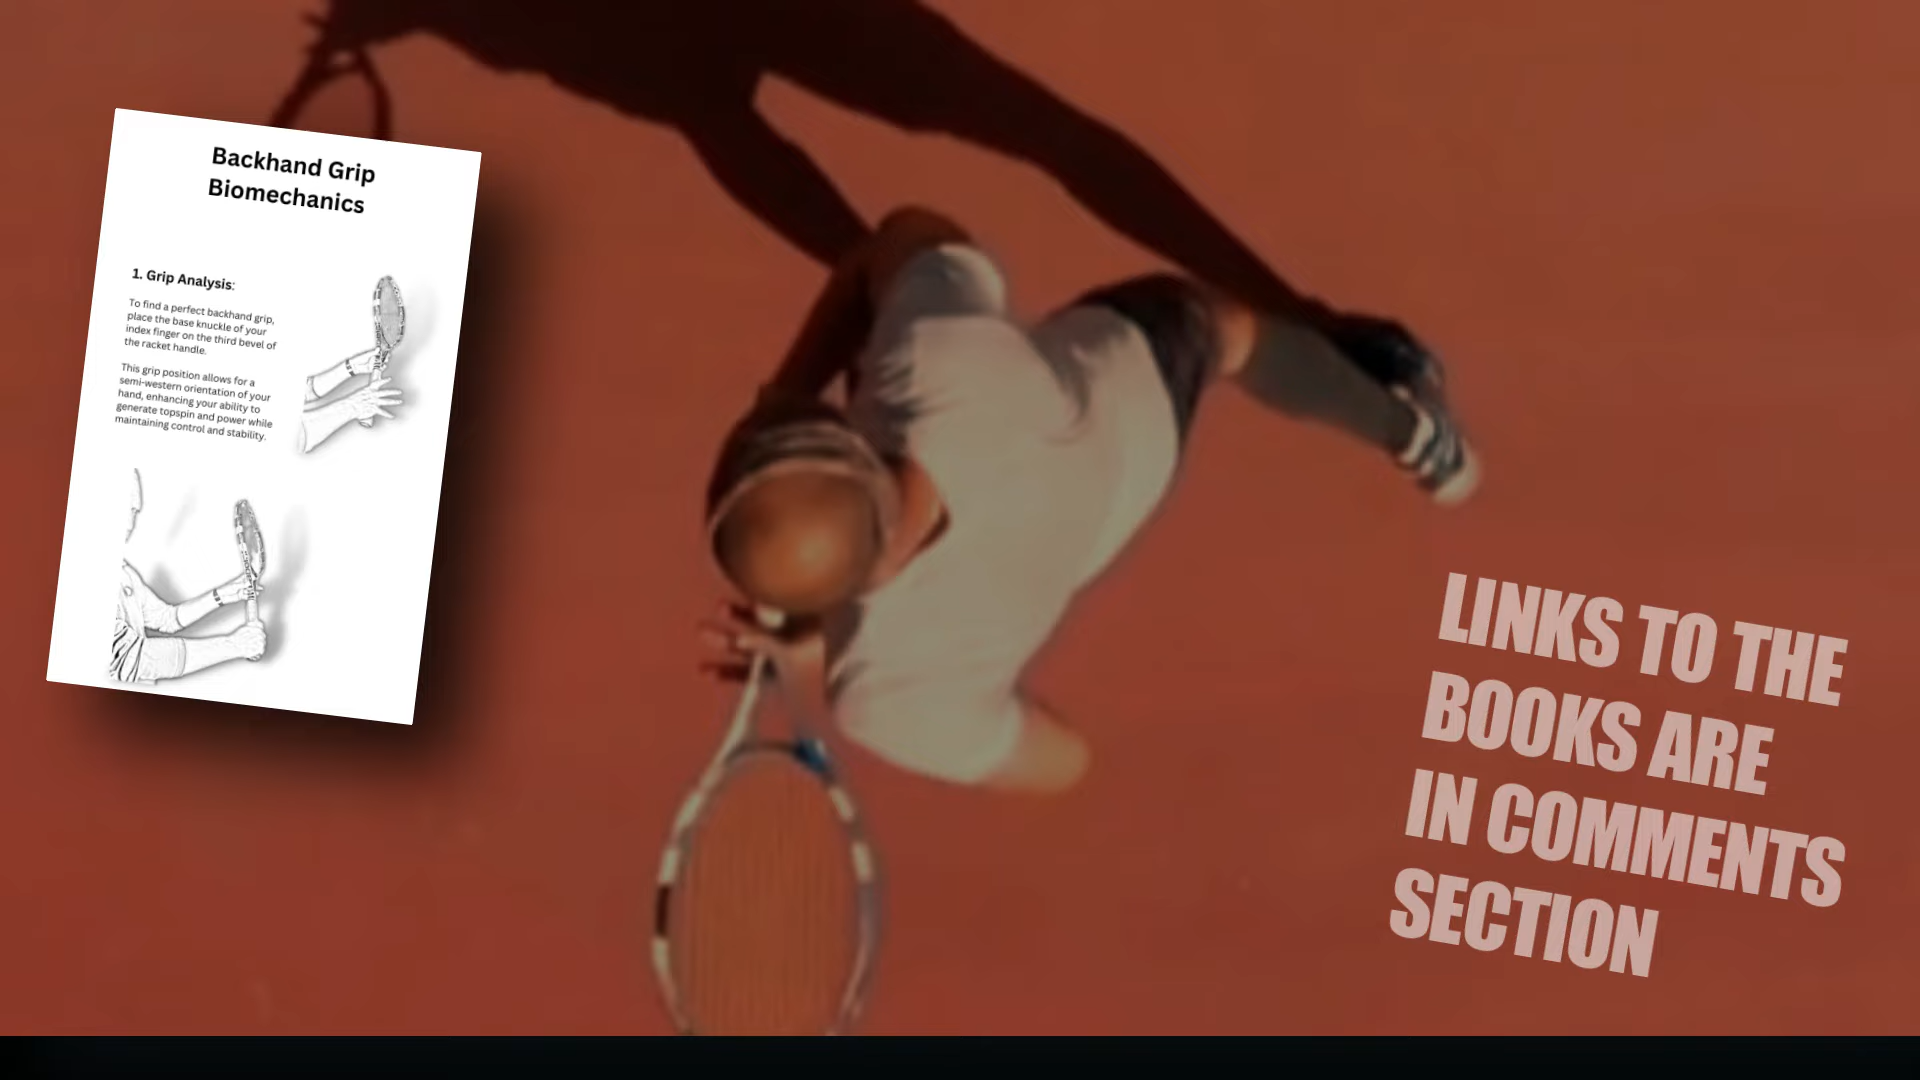 Backhand Grip
Biomechanics
1. Grip Analysis:
To find a perfect backhand grip,
place the base knuckle of your
index finger on the third bevel of
the racket handle.
This grip position allows for a
semi-western orientation of your
hand, enhancing your ability to
generate topspin and power while
maintaining control and stability.
LINKS TO THE
BOOKS ARE
IN COMMENTS
SECTION